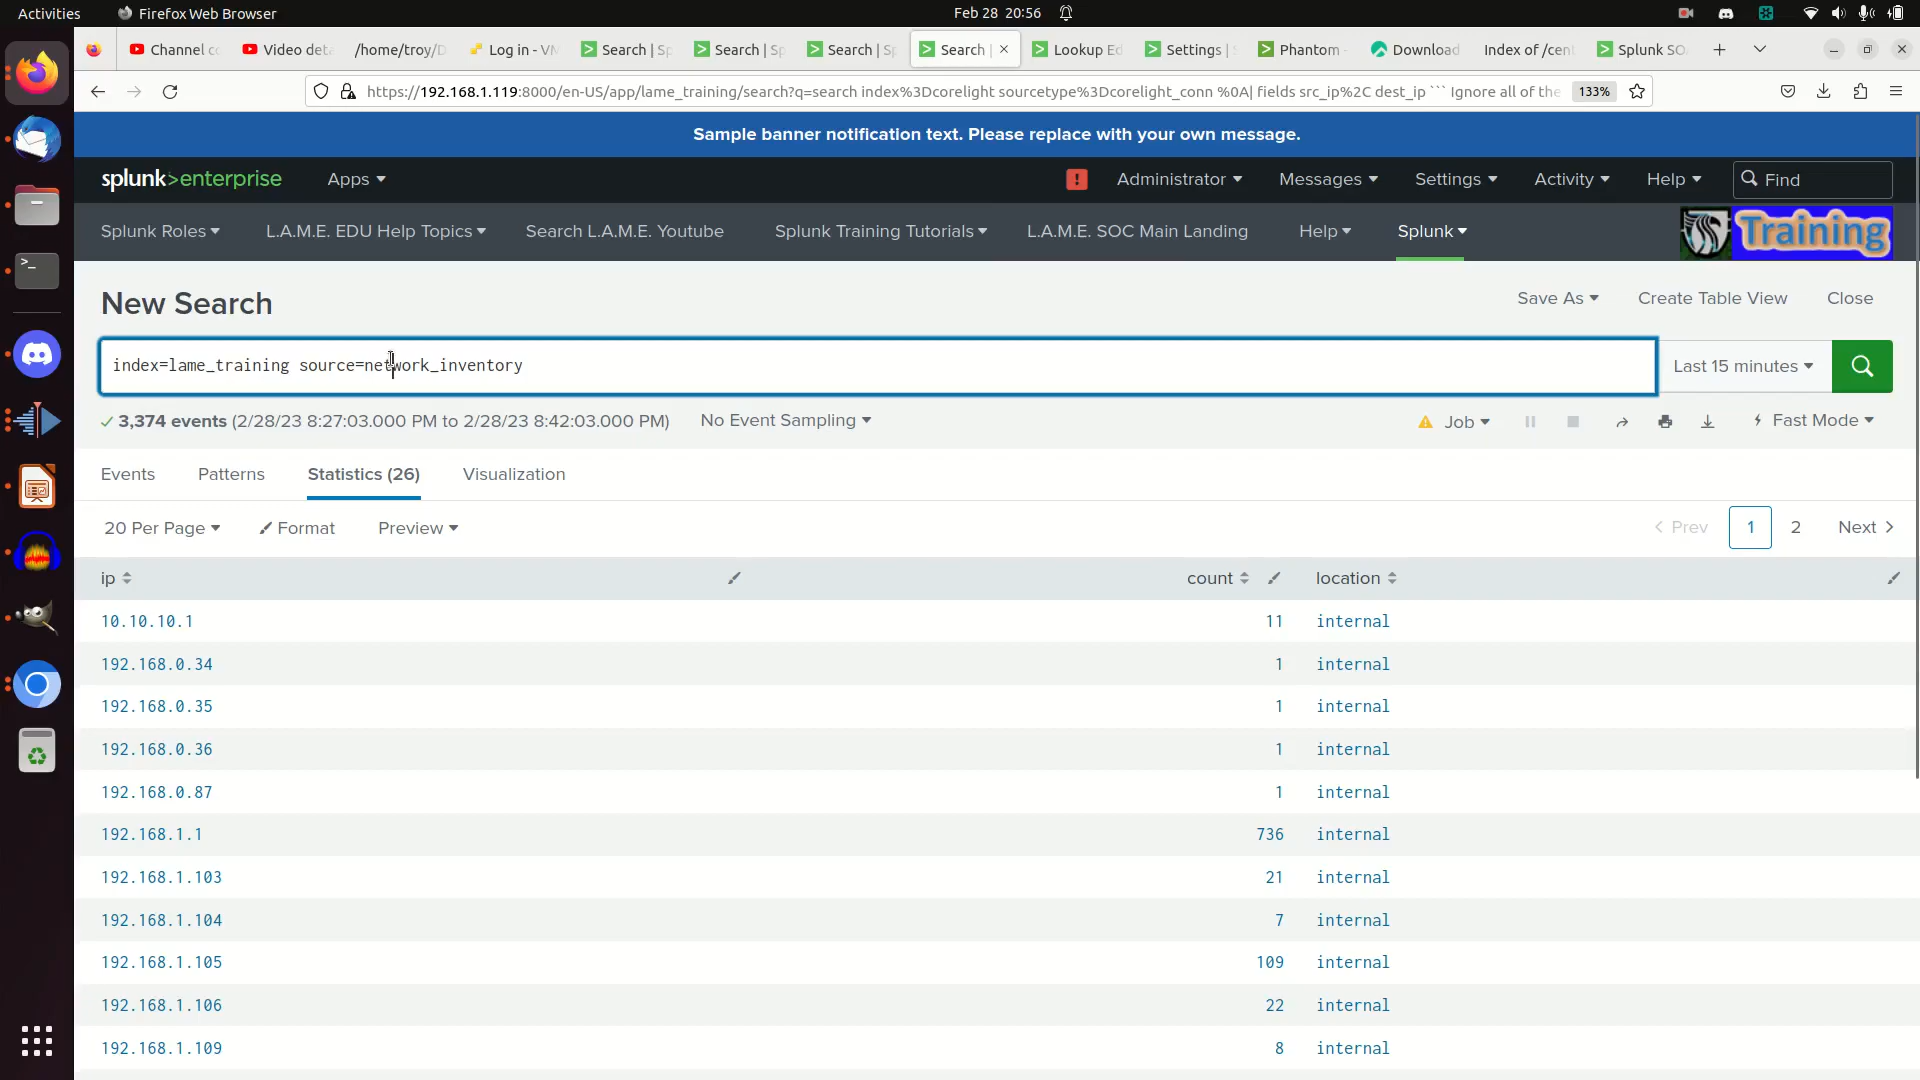 Activities Firefox Web Browser Feb 28 20:56
Channel co Video deta /home/troy/D Log in - VM Search | Sp Search | Sp Search | Sp Search | Lookup Ed Settings | S Phantom - Download Index of /cent Splunk SO
https://192.168.1.119:8000/en-US/app/lame_training/search?q=search index%3Dcorelight sourcetype%3Dcorelight_conn %0A| fields src_ip%2C dest_ip ``` Ignore all of the 133%
Sample banner notification text. Please replace with your own message.
splunk>enterprise Apps Administrator Messages Settings Activity Help Find
Splunk Roles L.A.M.E. EDU Help Topics Search L.A.M.E. Youtube Splunk Training Tutorials L.A.M.E. SOC Main Landing Help Splunk Training
New Search Save As Create Table View Close
index=lame_training source=network_inventory Last 15 minutes
3,374 events (2/28/23 8:27:03.000 PM to 2/28/23 8:42:03.000 PM) No Event Sampling Job Fast Mode
Events Patterns Statistics (26) Visualization
20 Per Page Format Preview < Prev 1 2 Next >
ip count location
10.10.10.1 11 internal
192.168.0.34 1 internal
192.168.0.35 1 internal
192.168.0.36 1 internal
192.168.0.87 1 internal
192.168.1.1 736 internal
192.168.1.103 21 internal
192.168.1.104 7 internal
192.168.1.105 109 internal
192.168.1.106 22 internal
192.168.1.109 8 internal